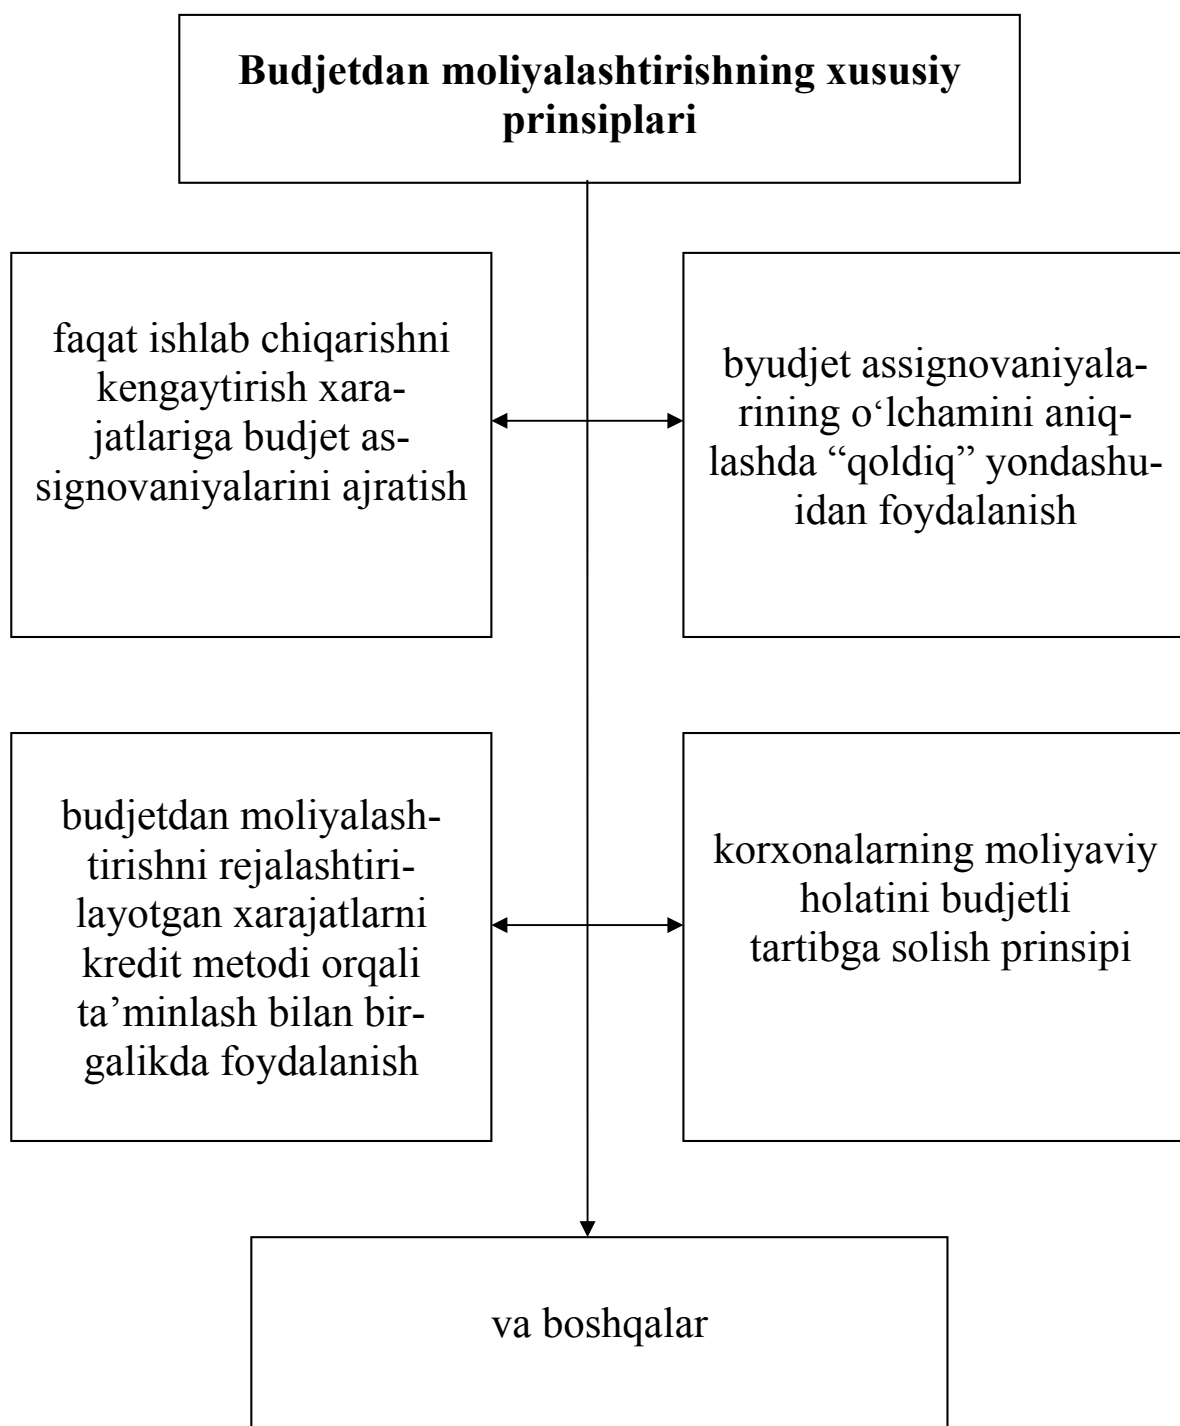 Budjetdan moliyalashtirishning xususiy
prinsiplari
faqat ishlab chiqarishni
kengaytirish xara-
jatlariga budjet as-
signovaniyalarini ajratish
byudjet assignovaniyala-
rining o‘lchamini aniq-
lashda “qoldiq” yondashu-
idan foydalanish
budjetdan moliyalash-
tirishni rejalashtiri-
layotgan xarajatlarni
kredit metodi orqali
ta’minlash bilan bir-
galikda foydalanish
korxonalarning moliyaviy
holatini budjetli
tartibga solish prinsipi
va boshqalar